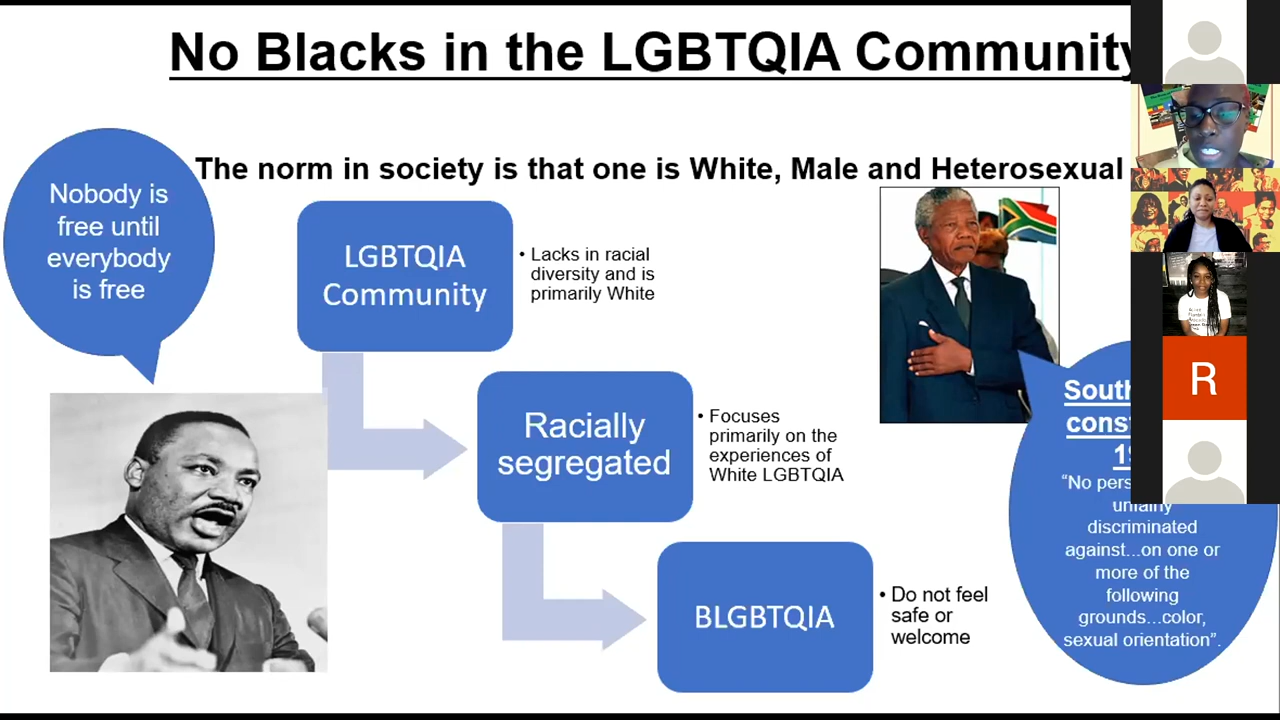 No Blacks in the LGBTQIA Community
The norm in society is that one is White, Male and Heterosexual
Nobody is
free until
everybody
is free
LGBTQIA
Community
• Lacks in racial
diversity and is
primarily White
Racially
segregated
• Focuses
primarily on the
experiences of
White LGBTQIA
BLGBTQIA
• Do not feel
safe or
welcome
South
"No
unfairly
discriminated
against...on one or
more of the
following
grounds...color,
sexual orientation".
R